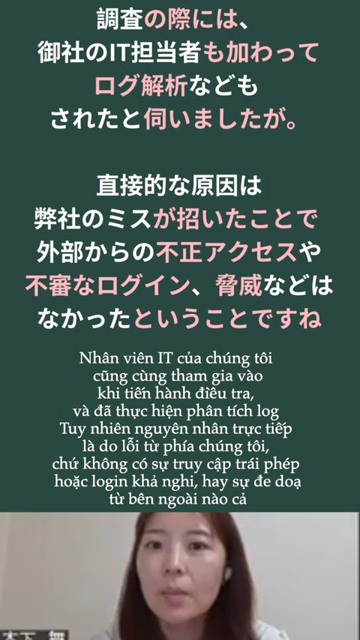 調査の際には、
御社のIT担当者も加わって
ログ解析なども
されたと伺いましたが。
直接的な原因は
弊社のミスが招いたことで
外部からの不正アクセスや
不審なログイン、脅威などは
なかったということですね
Nhân viên IT của chúng tôi
cũng cùng tham gia vào
khi tiến hành điều tra,
và đã thực hiện phân tích log
Tuy nhiên nguyên nhân trực tiếp
là do lỗi từ phía chúng tôi,
chứ không có sự truy cập trái phép
hoặc login khả nghi, hay sự đe doạ
từ bên ngoài nào cả